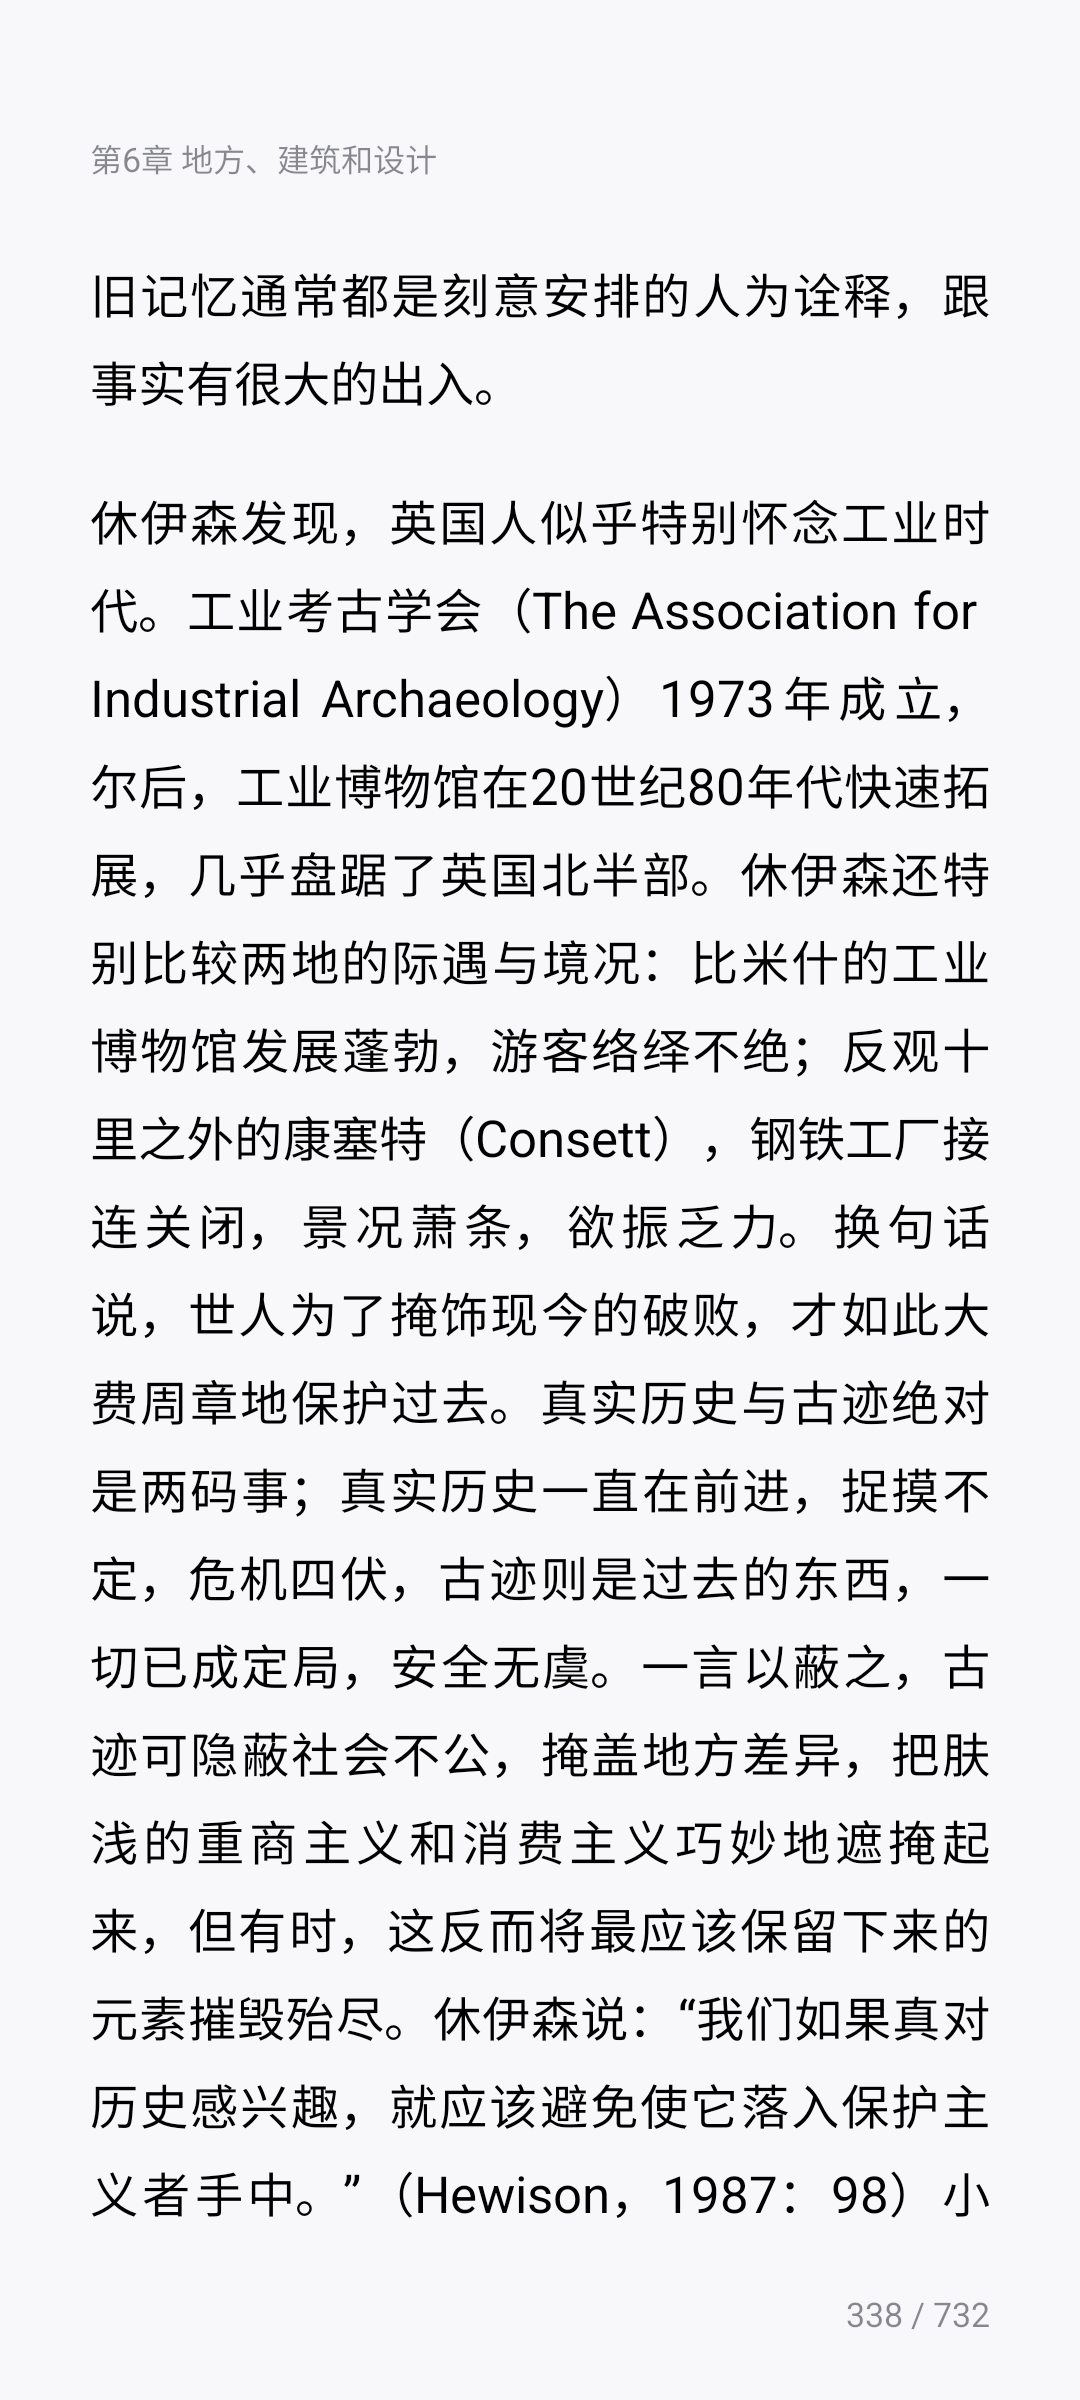 第6章 地方、建筑和设计
旧记忆通常都是刻意安排的人为诠释，跟
事实有很大的出入。
休伊森发现，英国人似乎特别怀念工业时
代。工业考古学会（The Association for
Industrial Archaeology）1973年成立，
尔后，工业博物馆在20世纪80年代快速拓
展，几乎盘踞了英国北半部。休伊森还特
别比较两地的际遇与境况：比米什的工业
博物馆发展蓬勃，游客络绎不绝；反观十
里之外的康塞特（Consett），钢铁工厂接
连关闭，景况萧条，欲振乏力。换句话
说，世人为了掩饰现今的破败，才如此大
费周章地保护过去。真实历史与古迹绝对
是两码事；真实历史一直在前进，捉摸不
定，危机四伏，古迹则是过去的东西，一
切已成定局，安全无虞。一言以蔽之，古
迹可隐蔽社会不公，掩盖地方差异，把肤
浅的重商主义和消费主义巧妙地遮掩起
来，但有时，这反而将最应该保留下来的
元素摧毁殆尽。休伊森说：“我们如果真对
历史感兴趣，就应该避免使它落入保护主
义者手中。”（Hewison，1987：98）小
338 / 732